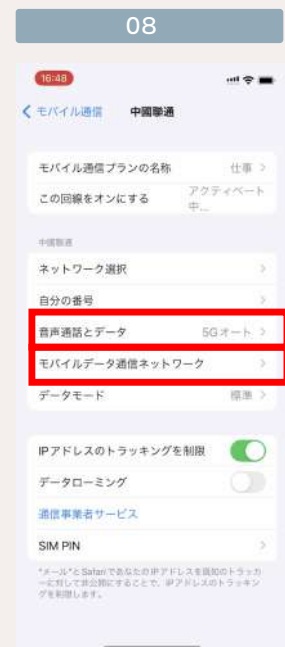 08
16:48
モバイル通信 中國聯通
モバイル通信プランの名称 仕事
この回線をオンにする アクティベート
中...
中國聯通
ネットワーク選択
自分の番号
音声通話とデータ 5Gオート
モバイルデータ通信ネットワーク
データモード 標準
IPアドレスのトラッキングを制限
データローミング
通信事業者サービス
SIM PIN
"メール"とSafariであなたのIPアドレスを既知のトラッカ
ーに対して非公開にすることで、IPアドレスのトラッキン
グを制限します。